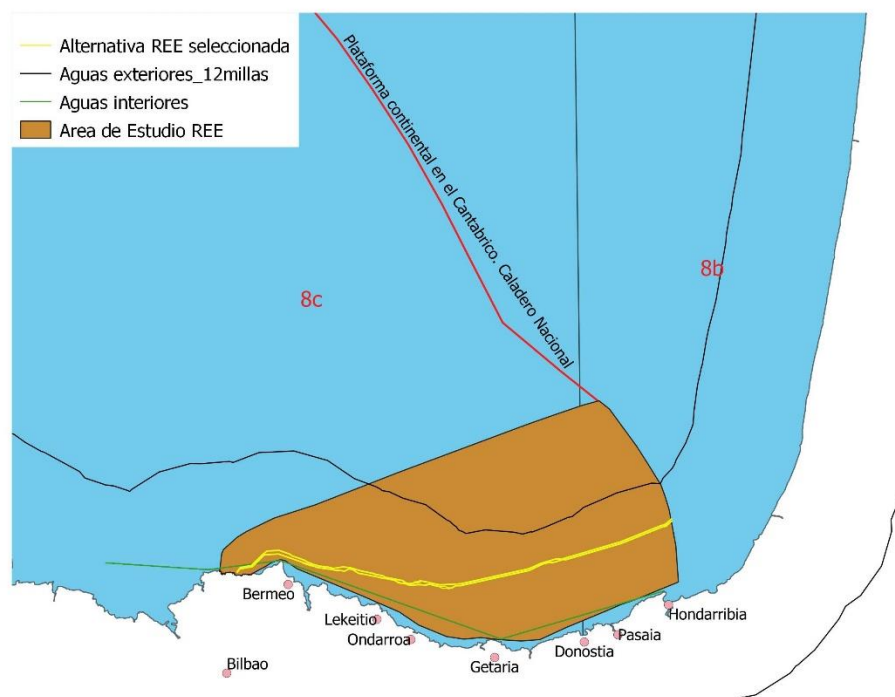 Alternativa REE seleccionada
Aguas exteriores_12millas
Aguas interiores
Area de Estudio REE
Plataforma continental en el Cantabrico. Caladero Nacional
8c
8b
Bermeo
Lekeitio
Ondarroa
Bilbao
Getaria
Donostia
Pasaia
Hondarribia